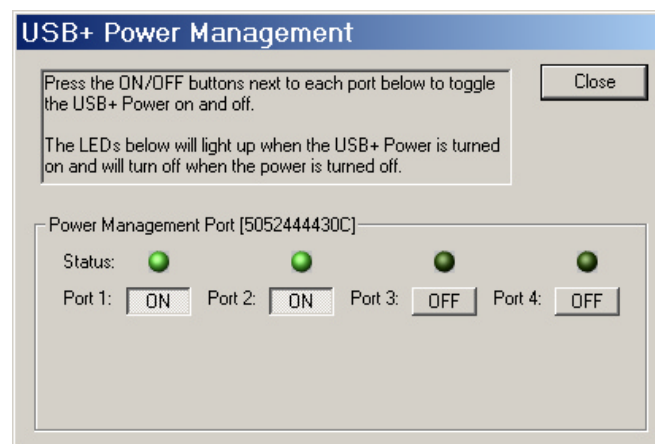 USB+ Power Management
Press the ON/OFF buttons next to each port below to toggle
the USB+ Power on and off.
The LEDs below will light up when the USB+ Power is turned
on and will turn off when the power is turned off.
Close
Power Management Port [5052444430C]
Status:
Port 1: ON Port 2: ON Port 3: OFF Port 4: OFF